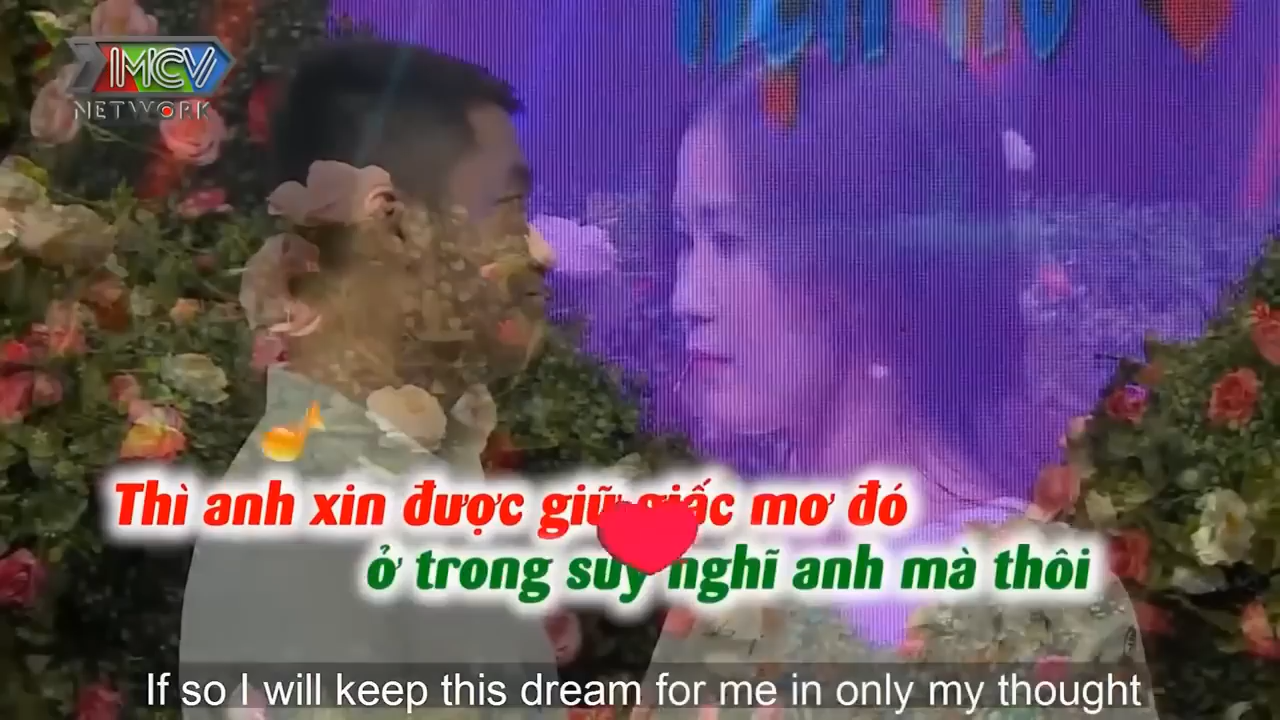 MCV
NETWORK
Thì anh xin được giữ giấc mơ đó
ở trong suy nghĩ anh mà thôi
If so I will keep this dream for me in only my thought